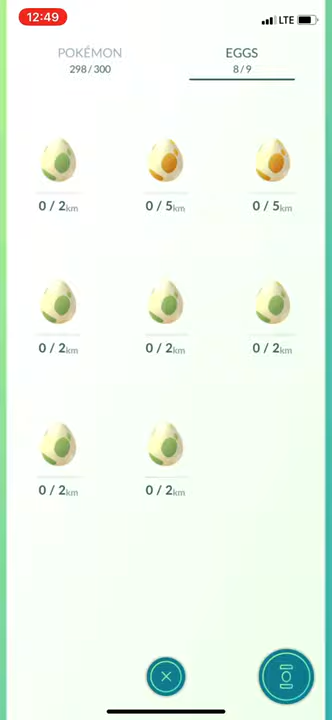 12:49 LTE
POKÉMON EGGS
298/300 8/9
0 / 2km 0 / 5km 0 / 5km
0 / 2km 0 / 2km 0 / 2km
0 / 2km 0 / 2km